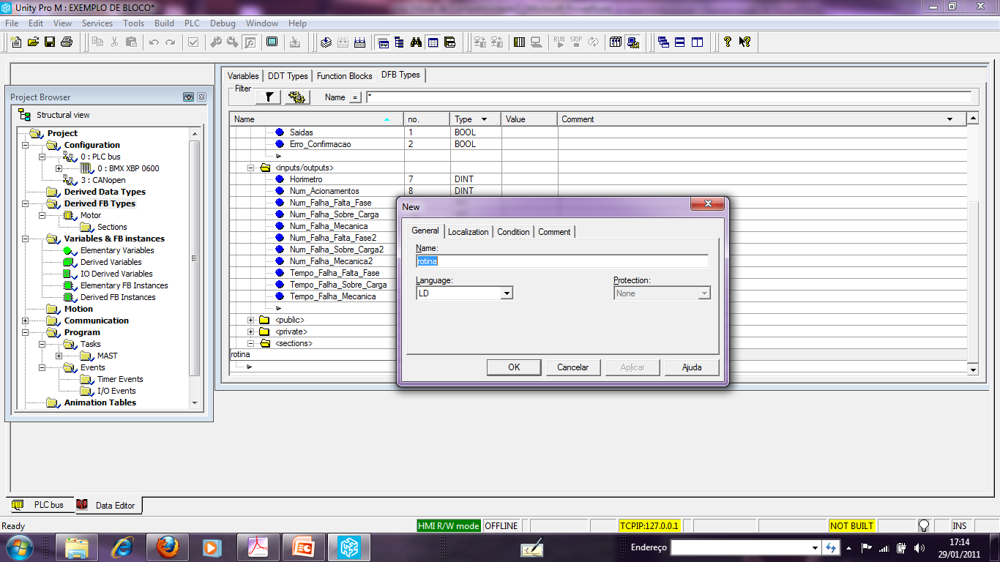 Unity Pro M : EXEMPLO DE BLOCO*
File Edit View Services Tools Build PLC Debug Window Help
RUN STOP
Variables DDT Types Function Blocks DFB Types
Filter
Name = *
Name no. Type Value Comment
Saidas 1 BOOL
Erro_Confirmacao 2 BOOL
<inputs/outputs>
Horimetro 7 DINT
Num_Acionamentos 8 DINT
Num_Falha_Falta_Fase
Num_Falha_Sobre_Carga
Num_Falha_Mecanica
Num_Falha_Falta_Fase2
Num_Falha_Sobre_Carga2
Num_Falha_Mecanica2
Tempo_Falha_Falta_Fase
Tempo_Falha_Sobre_Carga
Tempo_Falha_Mecanica
<public>
<private>
<sections>
rotina
Project Browser
Structural view
Project
Configuration
0 : PLC bus
0 : BMX XBP 0600
3 : CANopen
Derived Data Types
Derived FB Types
Motor
Sections
Variables & FB instances
Elementary Variables
Derived Variables
IO Derived Variables
Elementary FB Instances
Derived FB Instances
Motion
Communication
Program
Tasks
MAST
Events
Timer Events
I/O Events
Animation Tables
New
General Localization Condition Comment
Name:
rotina
Language: Protection:
LD None
OK Cancelar Aplicar Ajuda
PLC bus Data Editor
Ready HMI R/W mode OFFLINE TCPIP:127.0.0.1 NOT BUILT INS
Endereço 17:14
29/01/2011